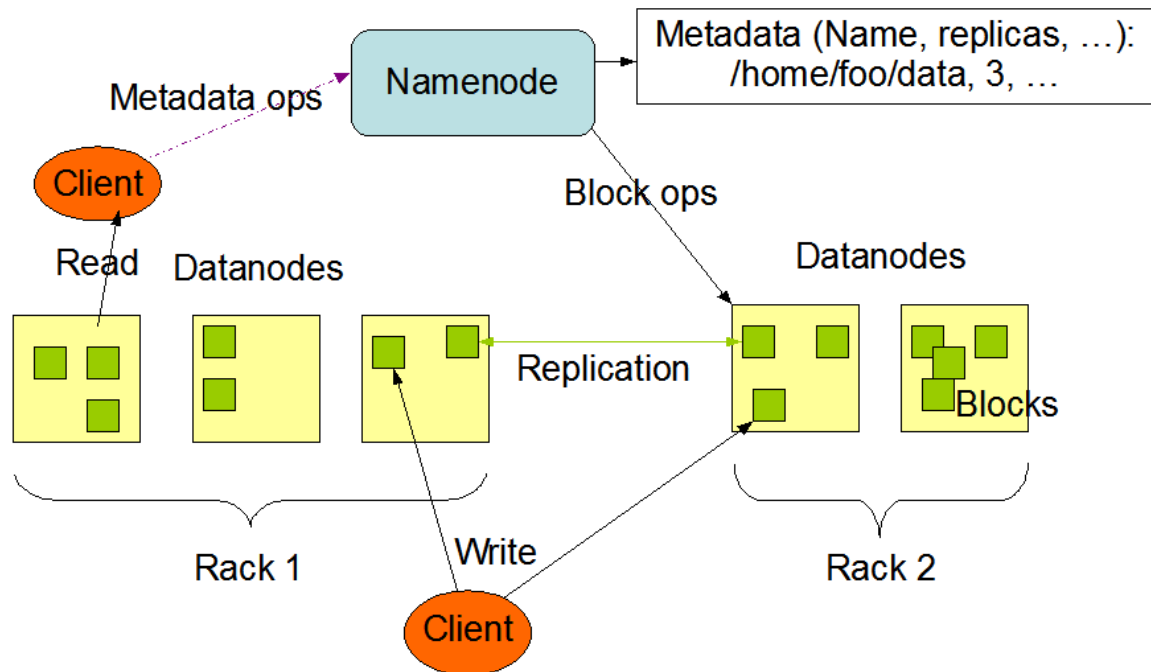 Metadata (Name, replicas, …):
/home/foo/data, 3, …
Namenode
Metadata ops
Client
Block ops
Read
Datanodes
Datanodes
Replication
Blocks
Write
Rack 1
Rack 2
Client